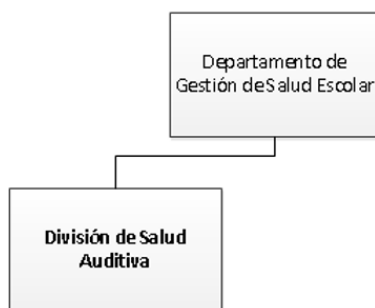 Departamento de
Gestión de Salud Escolar
División de Salud
Auditiva